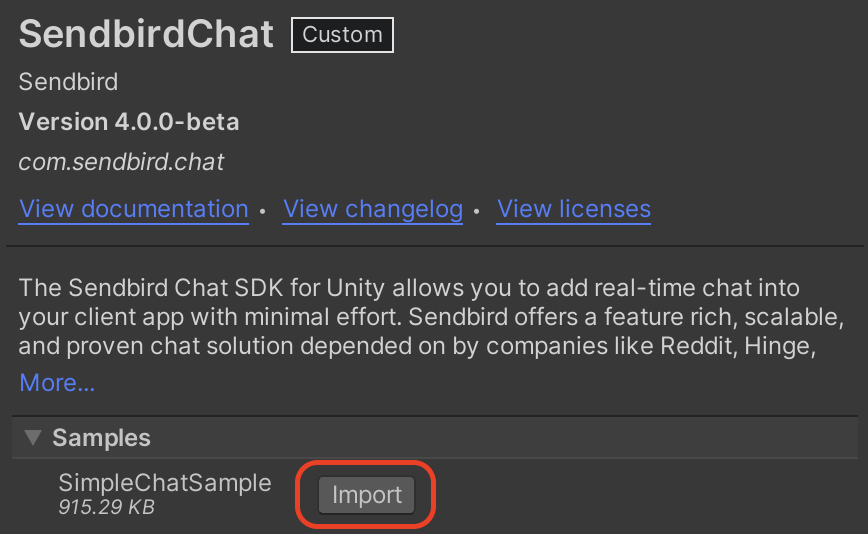 SendbirdChat Custom
Sendbird
Version 4.0.0-beta
com.sendbird.chat
View documentation • View changelog • View licenses
The Sendbird Chat SDK for Unity allows you to add real-time chat into
your client app with minimal effort. Sendbird offers a feature rich, scalable,
and proven chat solution depended on by companies like Reddit, Hinge,
More...
Samples
SimpleChatSample Import
915.29 KB